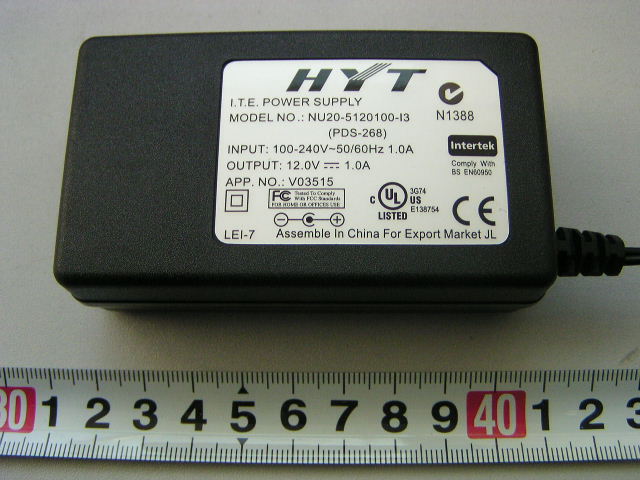 HYT
I.T.E. POWER SUPPLY
MODEL NO.: NU20-5120100-I3
(PDS-268)
N1388
INPUT: 100-240V~50/60Hz 1.0A
OUTPUT: 12.0V ⎓ 1.0A
APP. NO.: V03515
Intertek
Comply With
BS EN60950
FC Tested To Comply
With FCC Standards
FOR HOME OR OFFICE USE
C UL US
LISTED
3G74
E138754
CE
LEI-7 Assemble In China For Export Market JL
30 1 2 3 4 5 6 7 8 9 40 1 2 3